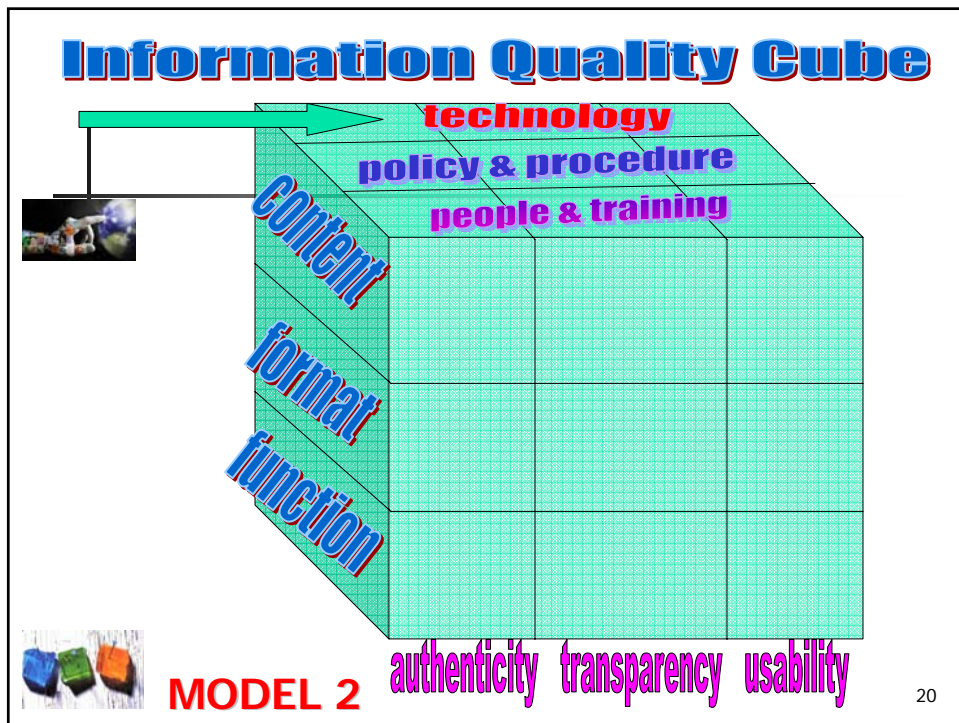 Information Quality Cube
technology
policy & procedure
people & training
content
format
function
authenticity transparency usability
MODEL 2
20